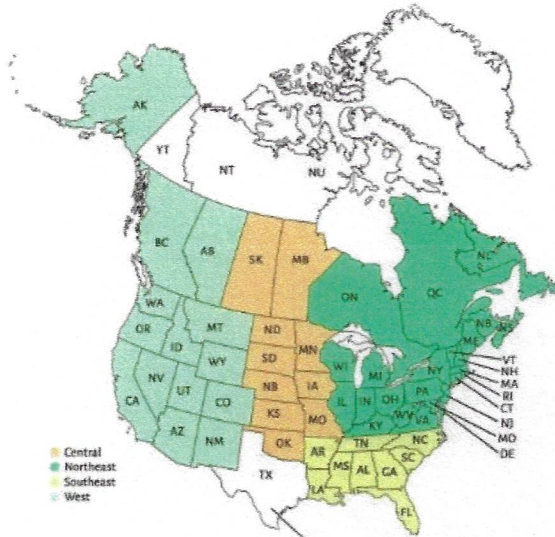 AK
YT
NT
NU
BC
AB
SK
MB
ON
QC
NL
NB
NS
ME
WA
OR
ID
MT
WY
NV
CA
UT
CO
AZ
NM
ND
MN
SD
NB
IA
KS
MO
OK
TX
WI
MI
IL
IN
OH
KY
WV
VA
PA
NY
VT
NH
MA
RI
CT
NJ
MO
DE
TN
NC
AR
SC
MS
AL
GA
LA
FL
Central
Northeast
Southeast
West